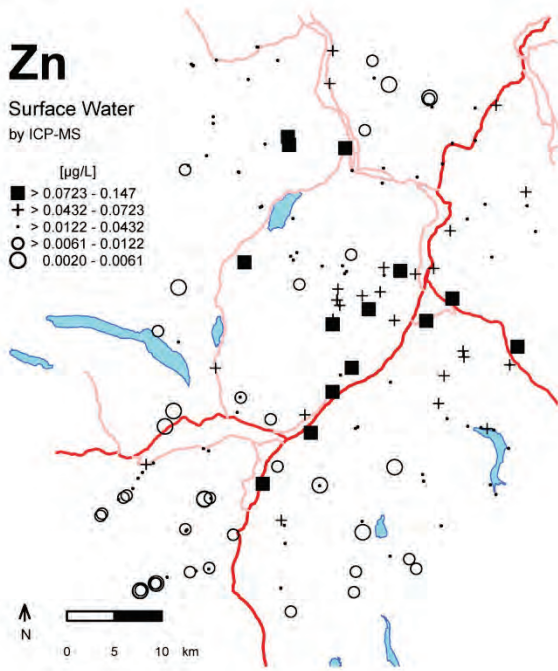 Zn
Surface Water
by ICP-MS
[µg/L]
> 0.0723 - 0.147
> 0.0432 - 0.0723
> 0.0122 - 0.0432
> 0.0061 - 0.0122
0.0020 - 0.0061
N
0 5 10 km